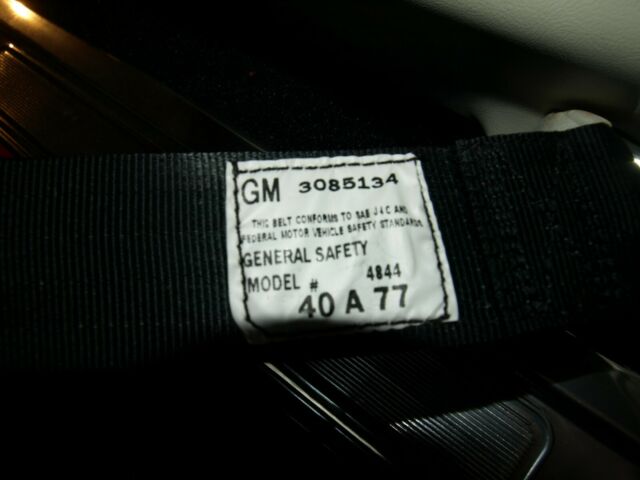 GM 3085134
THIS BELT CONFORMS TO SAE J4C AND
FEDERAL MOTOR VEHICLE SAFETY STANDARDS
GENERAL SAFETY
MODEL # 4844
40 A 77